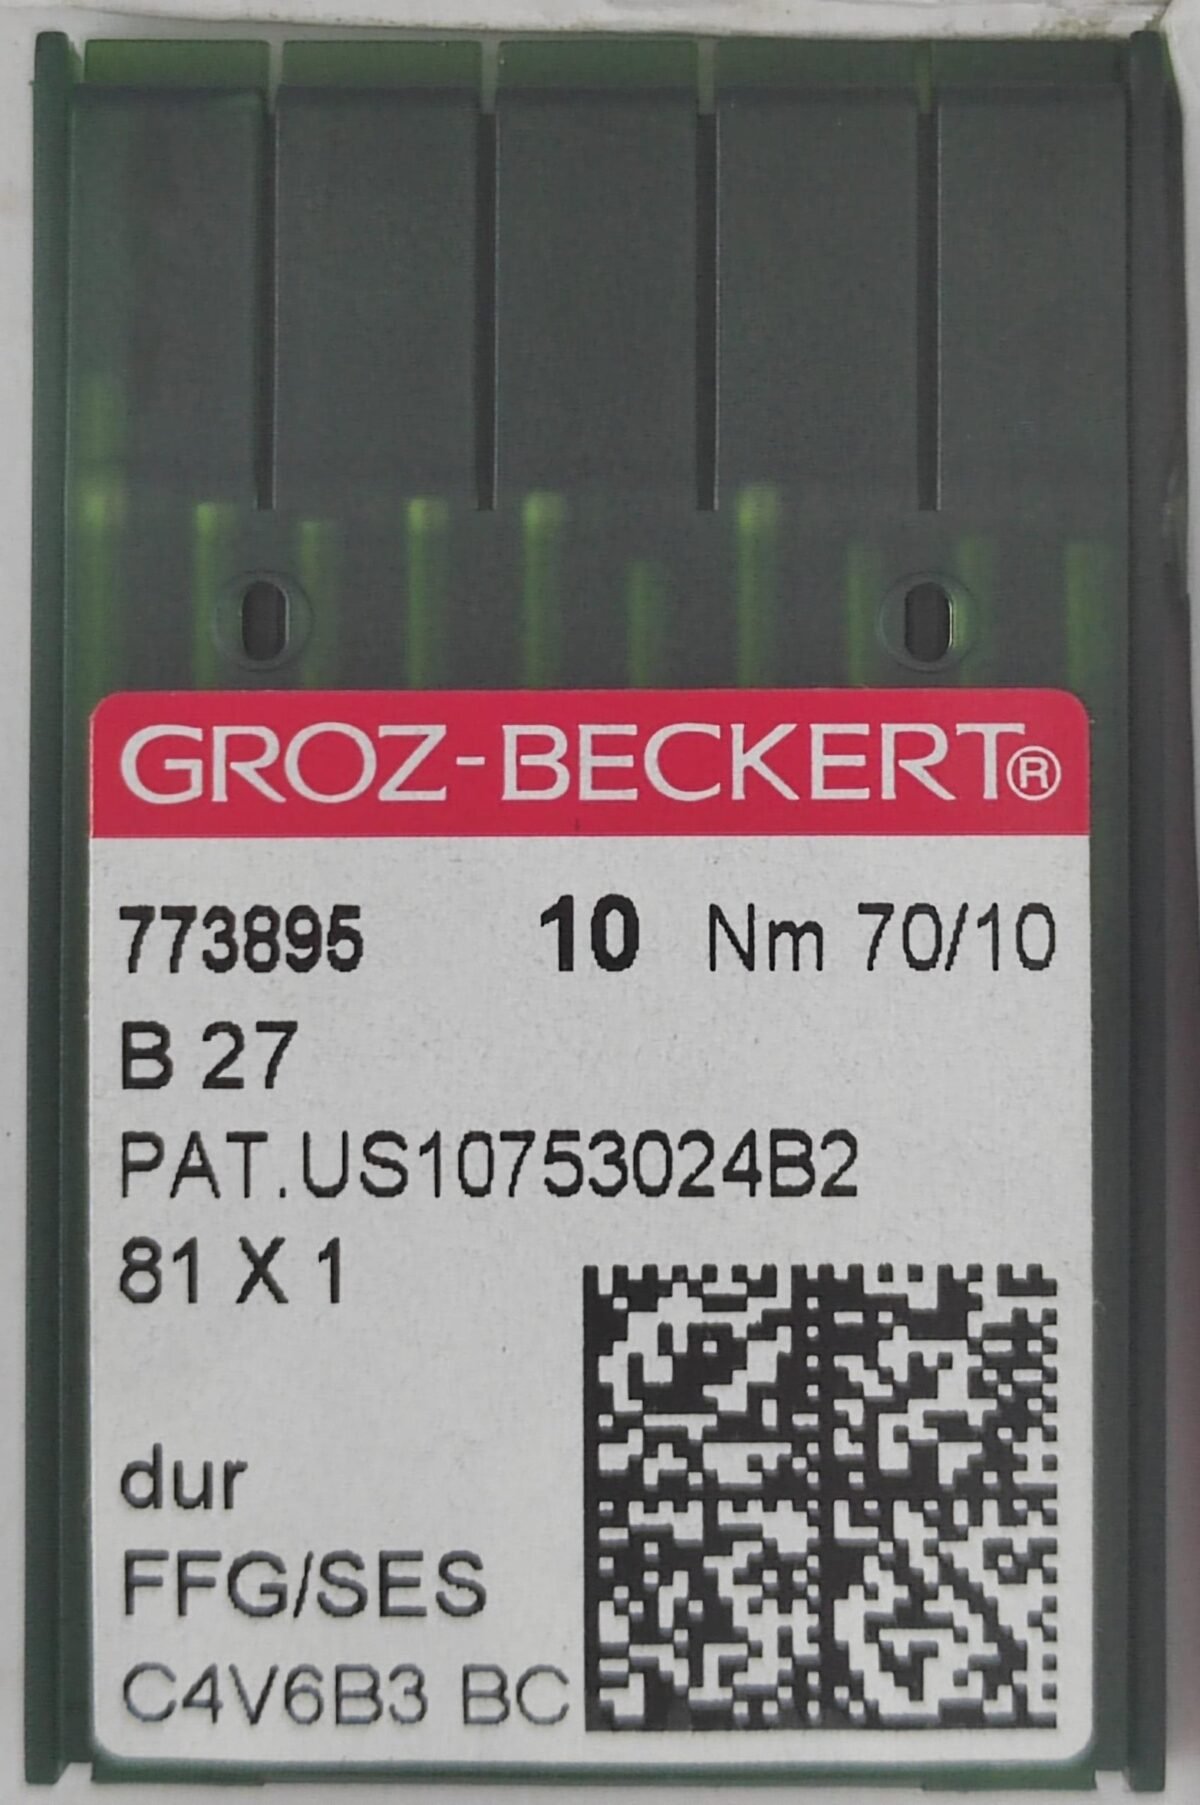 GROZ-BECKERT®
773895 10 Nm 70/10
B 27
PAT.US10753024B2
81 X 1
dur
FFG/SES
C4V6B3 BC